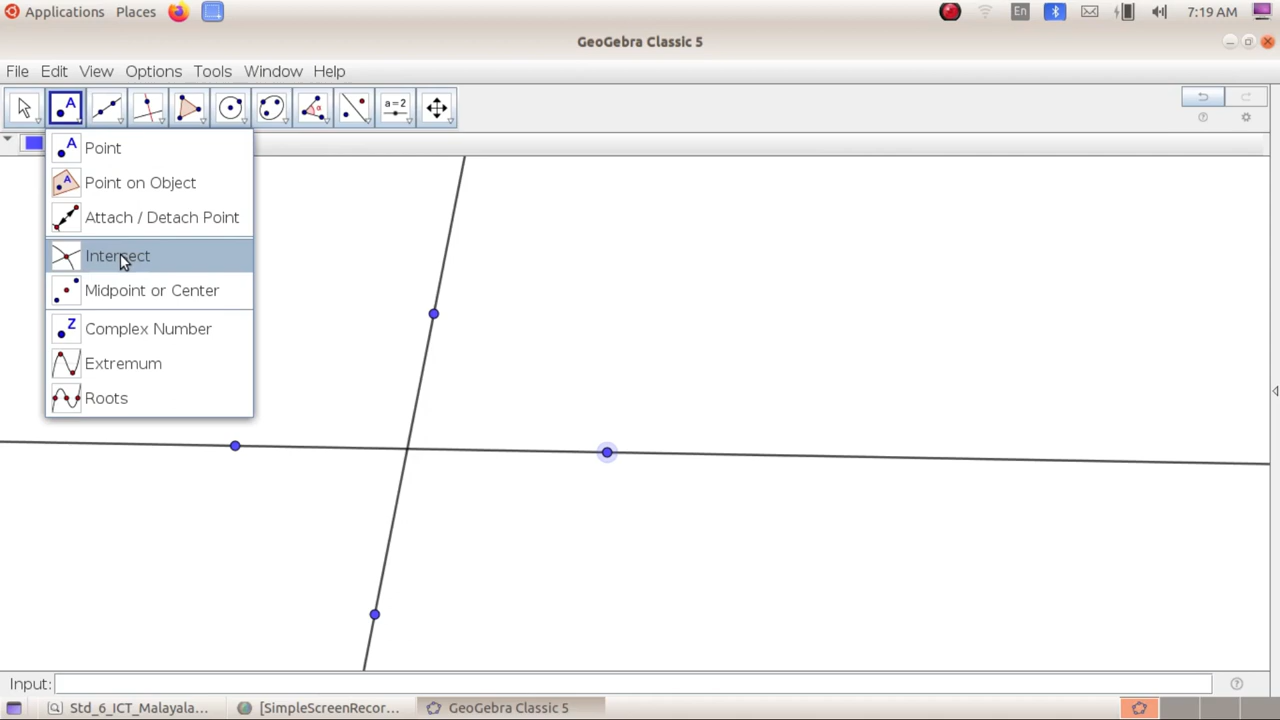 Applications Places En 7:19 AM
GeoGebra Classic 5
File Edit View Options Tools Window Help
A α a=2
A Point
A Point on Object
Attach / Detach Point
Intersect
Midpoint or Center
Z Complex Number
Extremum
Roots
Input:
Std_6_ICT_Malayala... [SimpleScreenRecor... GeoGebra Classic 5